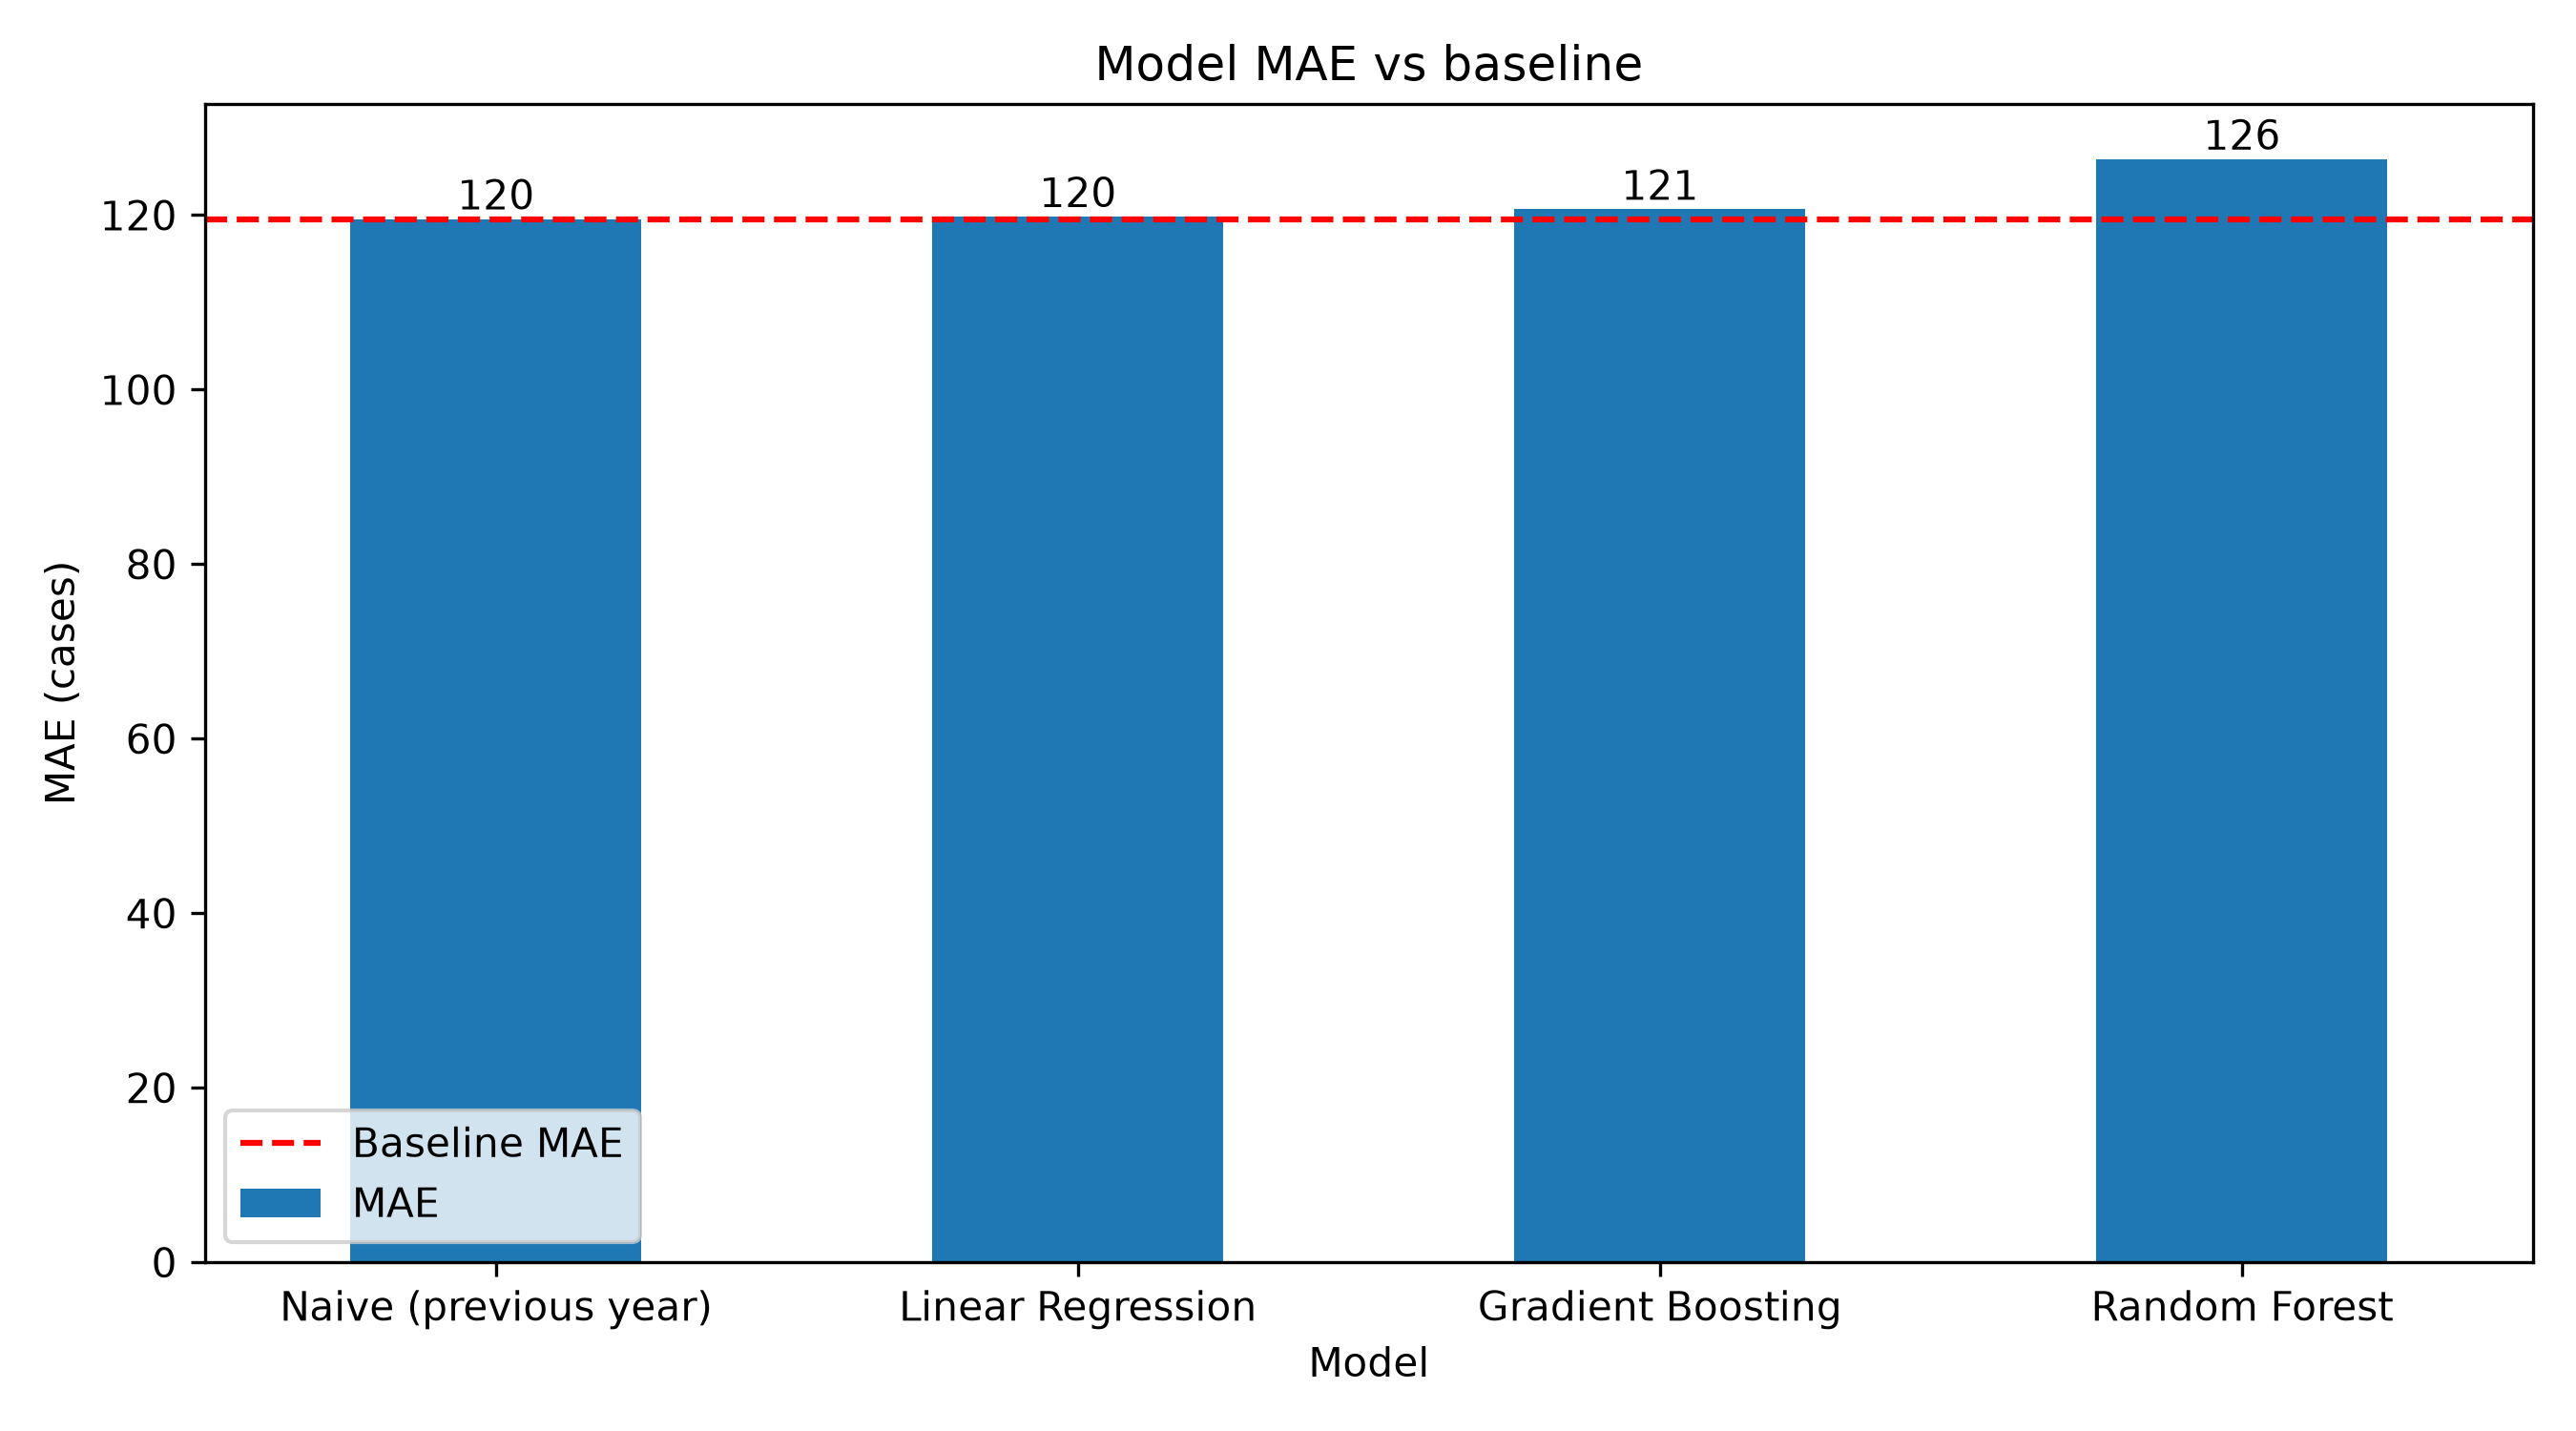 Model MAE vs baseline
120
120
121
126
120
100
80
60
40
20
0
MAE (cases)
Baseline MAE
MAE
Naive (previous year)
Linear Regression
Gradient Boosting
Random Forest
Model